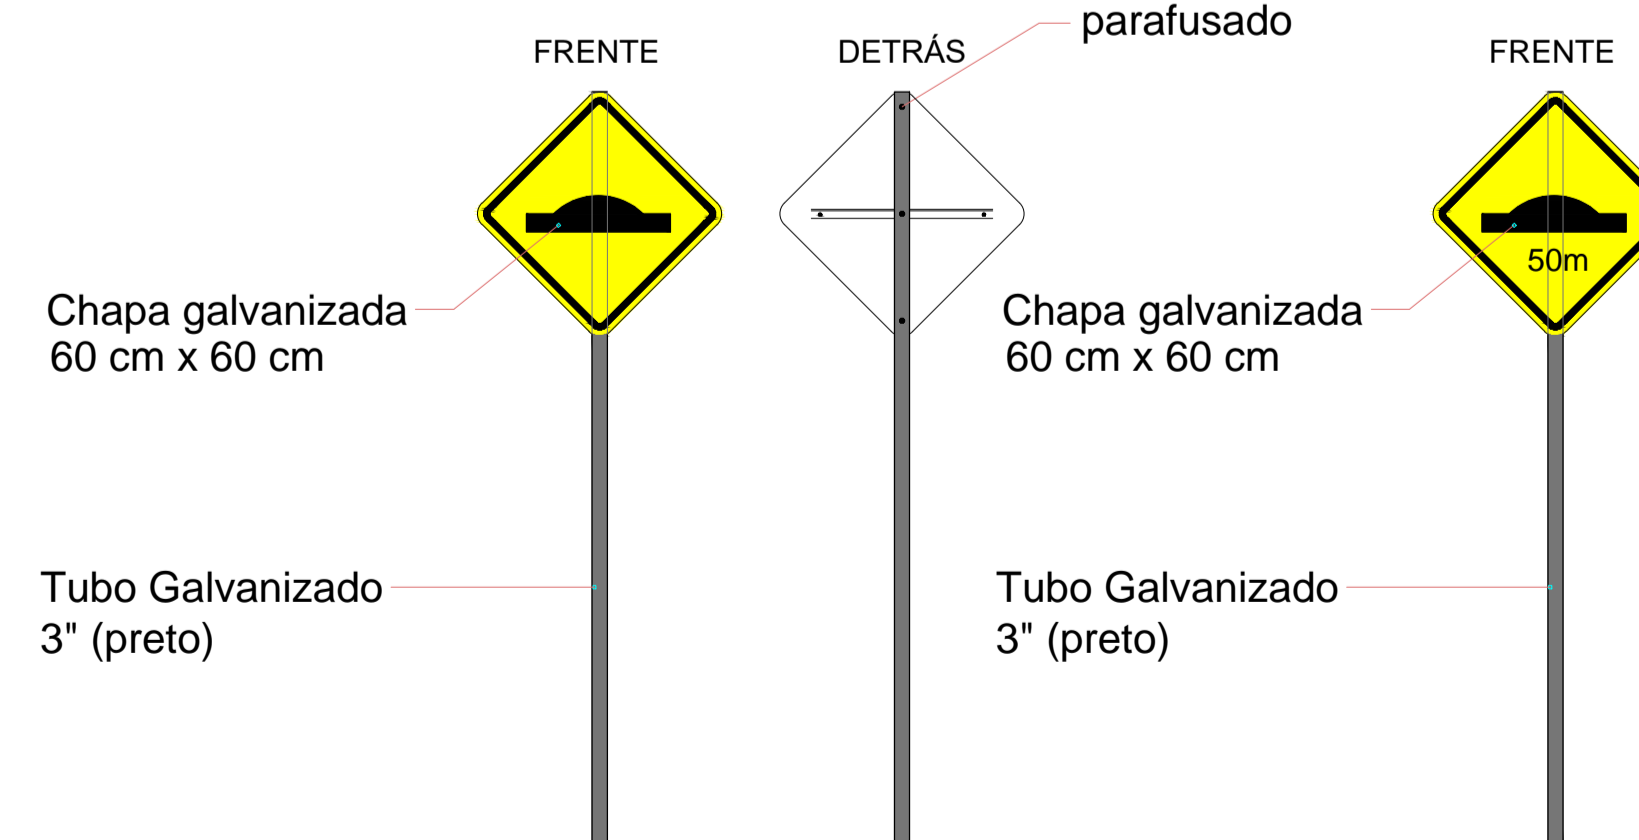 parafusado
FRENTE
DETRÁS
FRENTE
50m
Chapa galvanizada
60 cm x 60 cm
Chapa galvanizada
60 cm x 60 cm
Tubo Galvanizado
3" (preto)
Tubo Galvanizado
3" (preto)